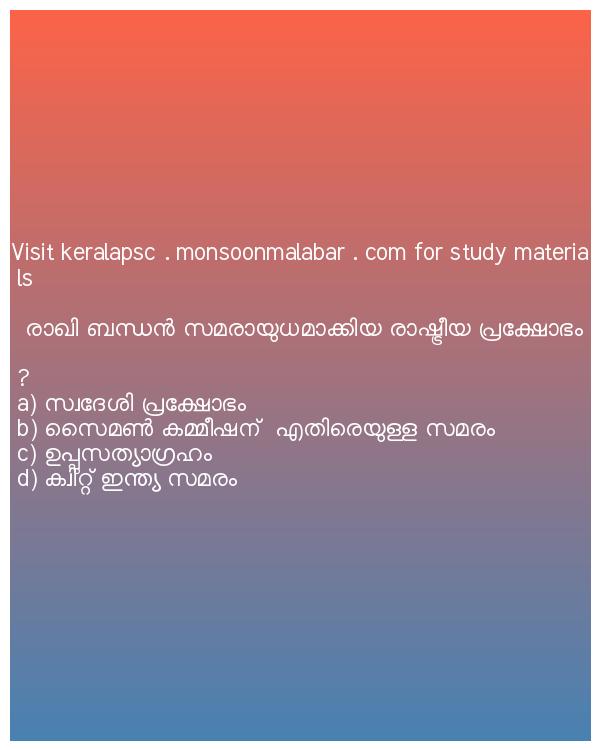 Visit keralapsc . monsoonmalabar . com for study materia
ls
രാഖി ബന്ധൻ സമരായുധമാക്കിയ രാഷ്ട്രീയ പ്രക്ഷോഭം
?
a) സ്വദേശി പ്രക്ഷോഭം
b) സൈമൺ കമ്മീഷന് എതിരെയുള്ള സമരം
c) ഉപ്പുസത്യാഗ്രഹം
d) ക്വിറ്റ് ഇന്ത്യ സമരം